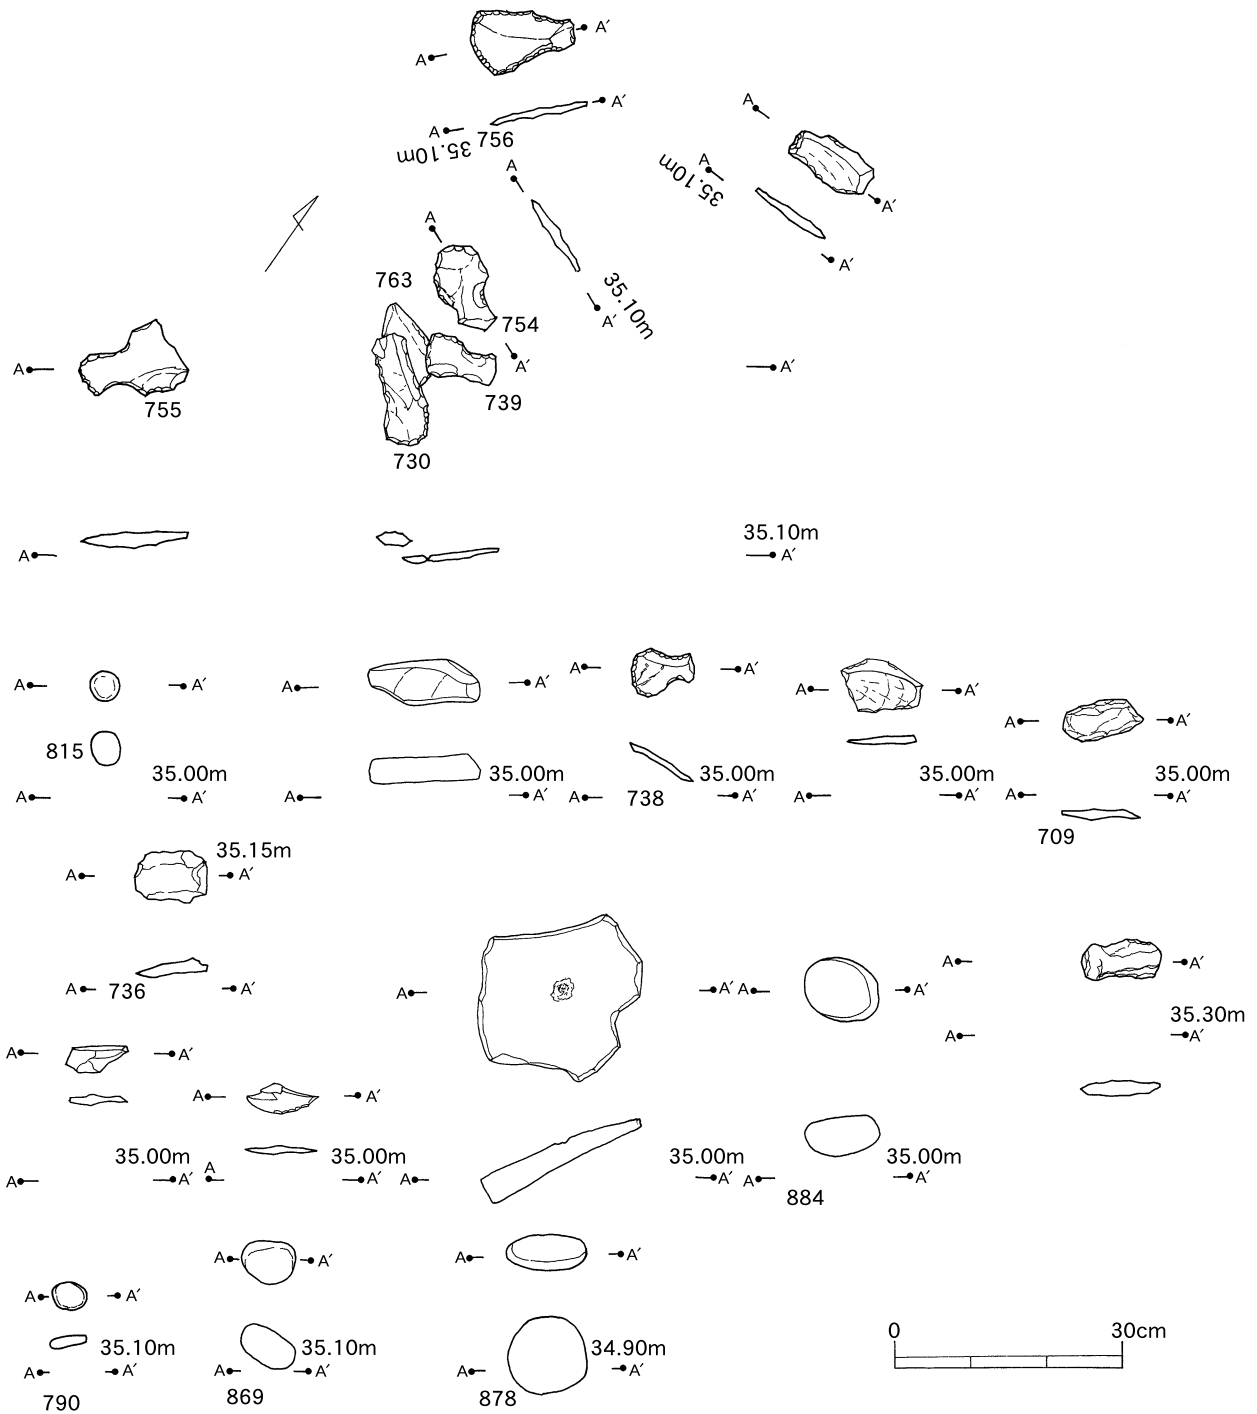 A A′
A A′
35.10m 756
A
A
35.10m
A′
A
A′
A
A′
35.10m
A
763
754
A′
A
755
739
730
A′
A
35.10m
A′
A A′
815
A 35.00m A′
A A′
A 35.00m A′
A A′
738
A 35.00m A′
A A′
A 35.00m A′
A A′
A 35.00m A′
709
A 35.15m A′
A 736 A′
A A′
A 35.00m A′
A A′
A 35.00m A′
A A′
A 35.00m A′
A A′
A 35.00m A′
884
A A′
35.30m
A A′
A A′
35.10m
A A′
790
A A′
35.10m
A A′
869
A A′
34.90m
A A′
878
0 30cm